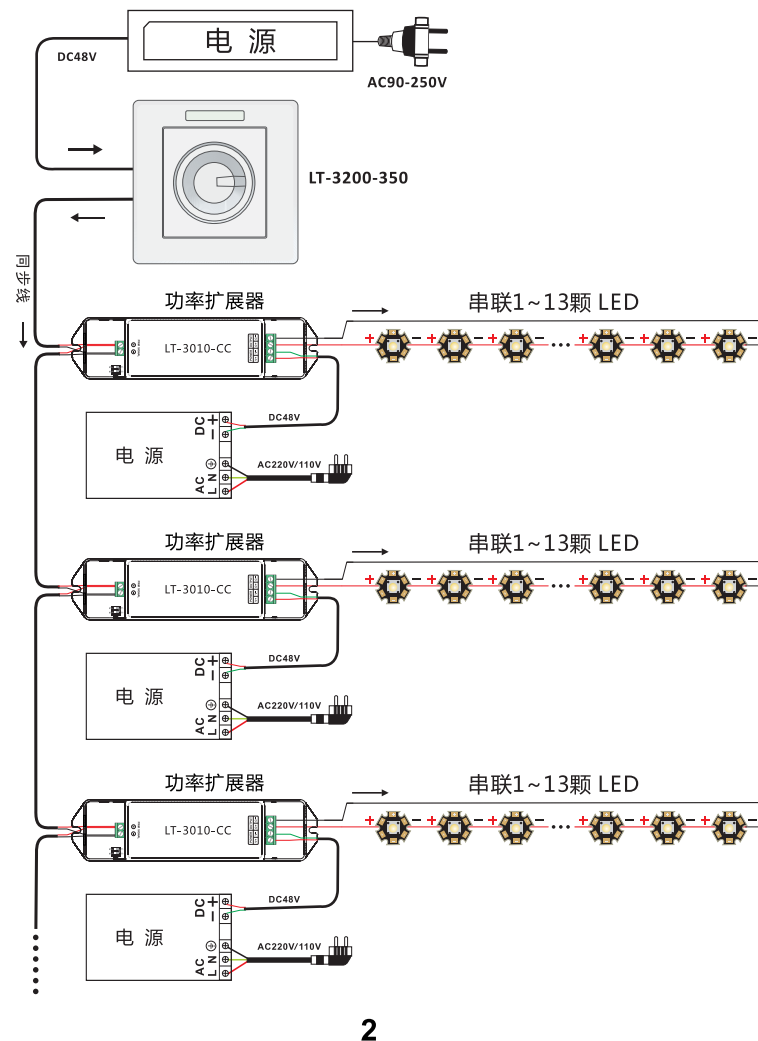 电 源
DC48V
AC90-250V
LT-3200-350
同步线
功率扩展器
串联1~13颗 LED
LT-3010-CC
+ − + − + − + − + − + −
DC48V
DC + −
电 源
AC220V/110V
AC N L
功率扩展器
串联1~13颗 LED
LT-3010-CC
+ − + − + − + − + − + −
DC48V
DC + −
电 源
AC220V/110V
AC N L
功率扩展器
串联1~13颗 LED
LT-3010-CC
+ − + − + − + − + − + −
DC48V
DC + −
电 源
AC220V/110V
AC N L
2